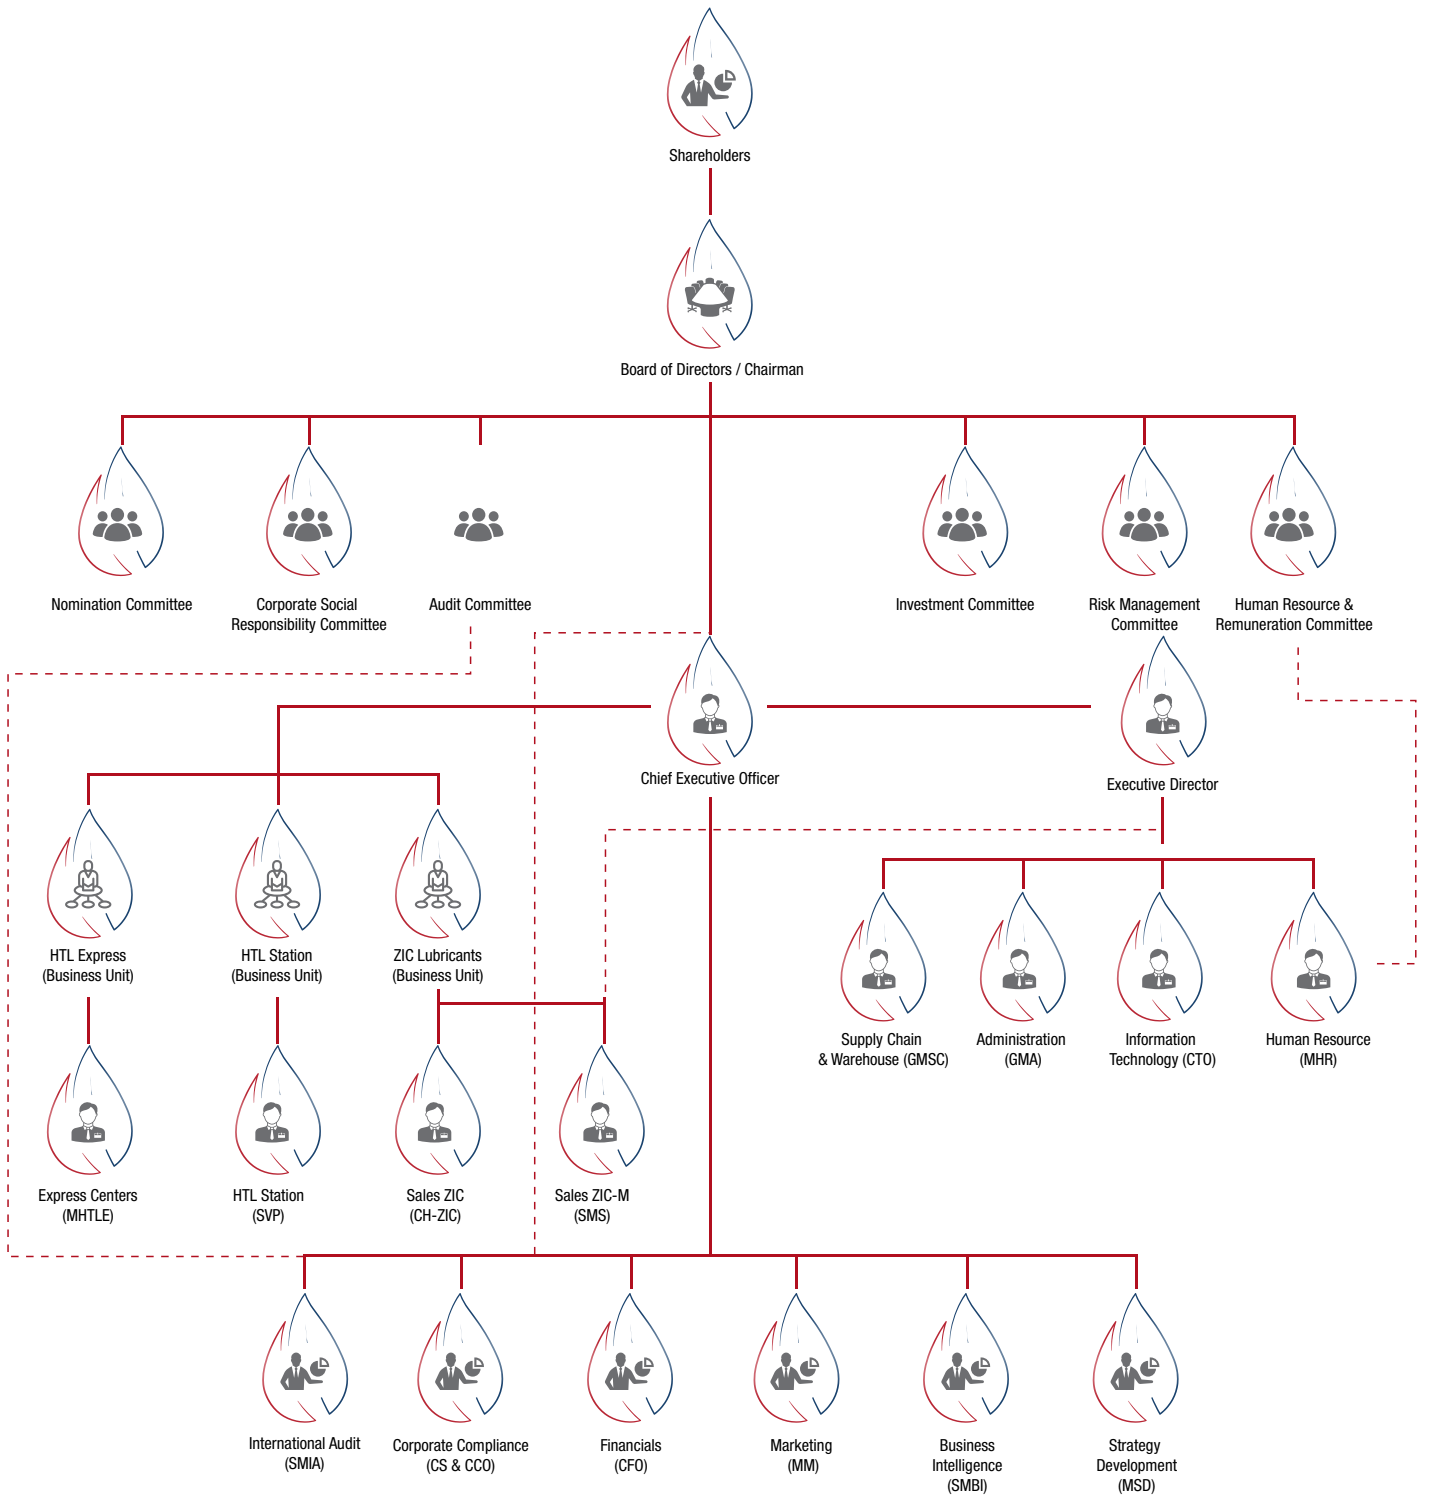 Shareholders
Board of Directors / Chairman
Nomination Committee
Corporate Social
Responsibility Committee
Audit Committee
Investment Committee
Risk Management
Committee
Human Resource &
Remuneration Committee
Chief Executive Officer
Executive Director
HTL Express
(Business Unit)
HTL Station
(Business Unit)
ZIC Lubricants
(Business Unit)
Supply Chain
& Warehouse (GMSC)
Administration
(GMA)
Information
Technology (CTO)
Human Resource
(MHR)
Express Centers
(MHTLE)
HTL Station
(SVP)
Sales ZIC
(CH-ZIC)
Sales ZIC-M
(SMS)
International Audit
(SMIA)
Corporate Compliance
(CS & CCO)
Financials
(CFO)
Marketing
(MM)
Business
Intelligence
(SMBI)
Strategy
Development
(MSD)